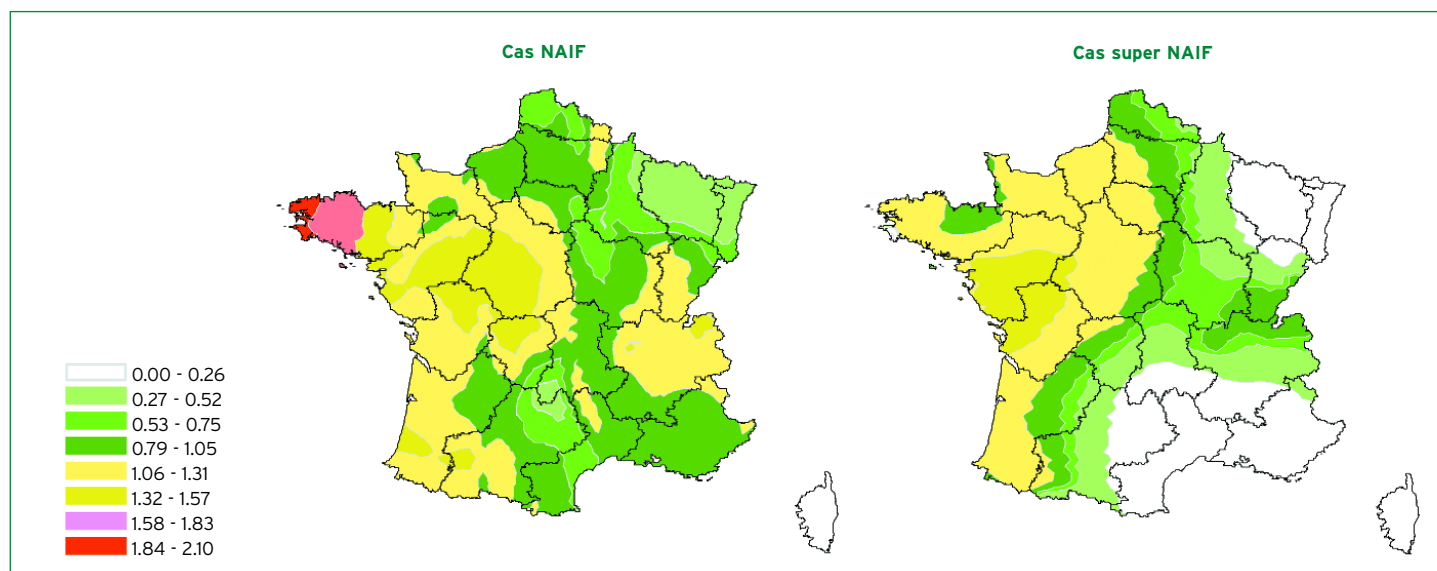 Cas NAIF
Cas super NAIF
0.00 - 0.26
0.27 - 0.52
0.53 - 0.75
0.79 - 1.05
1.06 - 1.31
1.32 - 1.57
1.58 - 1.83
1.84 - 2.10